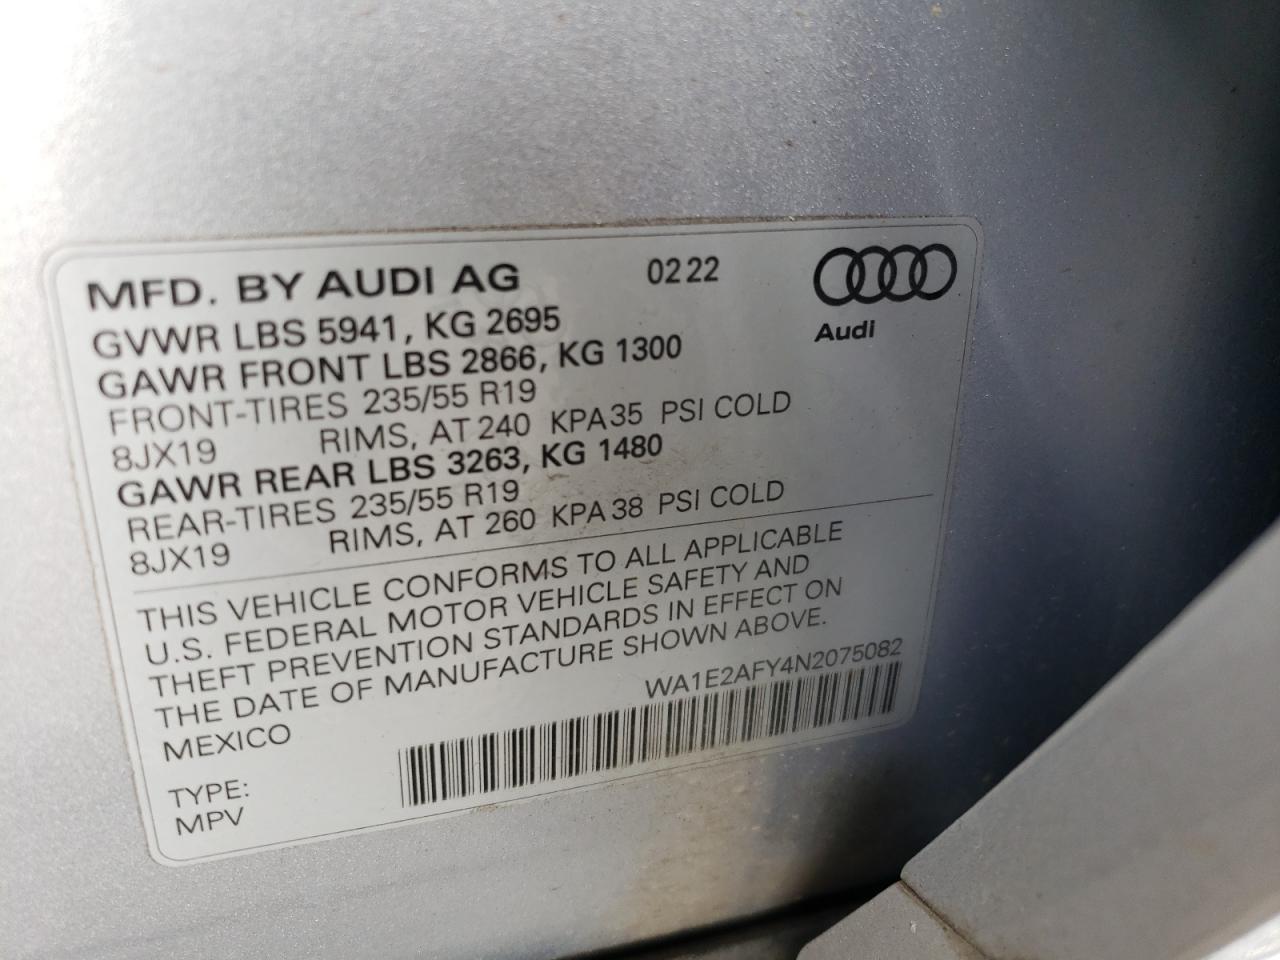 MFD. BY AUDI AG 02 22
GVWR LBS 5941, KG 2695
Audi
GAWR FRONT LBS 2866, KG 1300
FRONT-TIRES 235/55 R19
8JX19 RIMS, AT 240 KPA 35 PSI COLD
GAWR REAR LBS 3263, KG 1480
REAR-TIRES 235/55 R19
8JX19 RIMS, AT 260 KPA 38 PSI COLD
THIS VEHICLE CONFORMS TO ALL APPLICABLE
U.S. FEDERAL MOTOR VEHICLE SAFETY AND
THEFT PREVENTION STANDARDS IN EFFECT ON
THE DATE OF MANUFACTURE SHOWN ABOVE.
MEXICO WA1E2AFY4N2075082
TYPE:
MPV